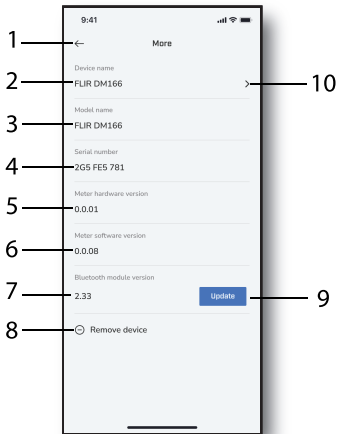 9:41
1
More
Device name
2
FLIR DM166
10
Model name
3
FLIR DM166
Serial number
4
2G5 FE5 781
Meter hardware version
5
0.0.01
Meter software version
6
0.0.08
Bluetooth module version
7
2.33
Update
9
8
Remove device